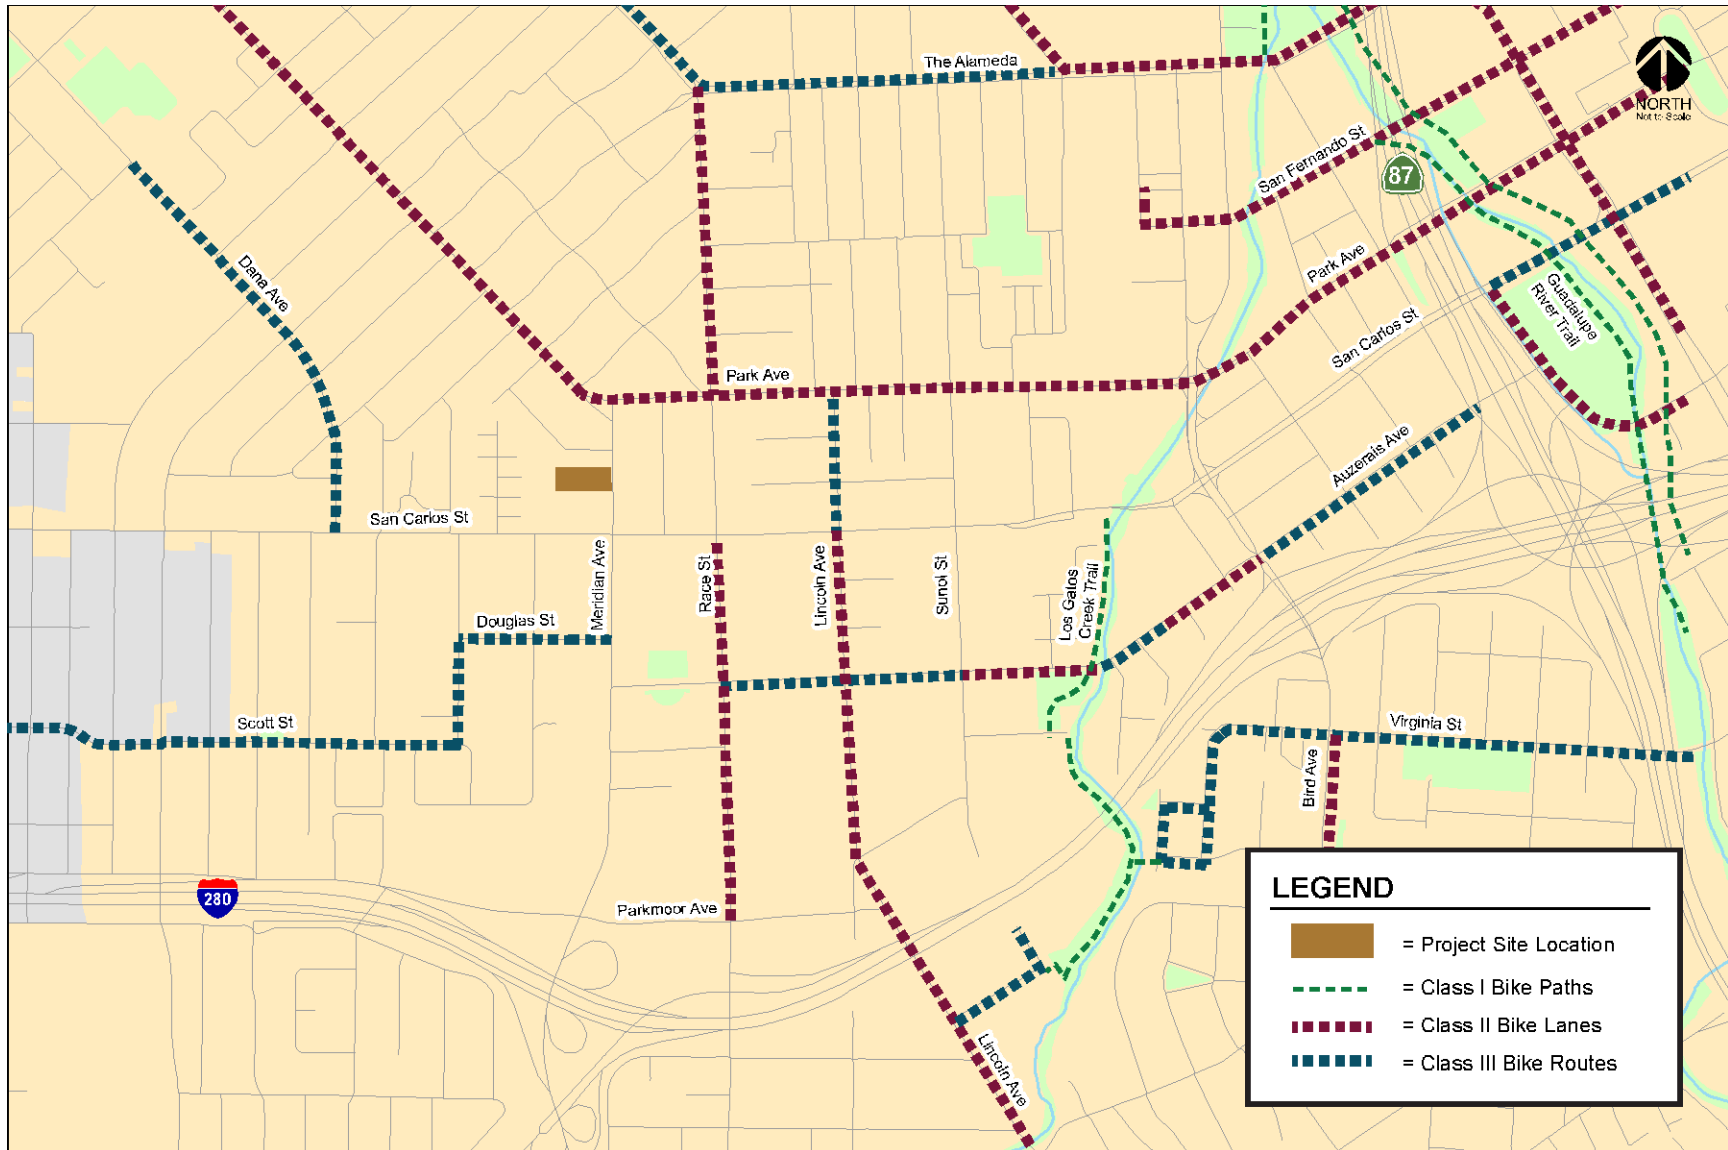 The Alameda
NORTH
Not to Scale
San Fernando St
87
Dana Ave
Park Ave
Guadalupe
River Trail
San Carlos St
Park Ave
Auzerais Ave
San Carlos St
Meridian Ave
Race St
Lincoln Ave
Sunol St
Los Gatos
Creek Trail
Douglas St
Scott St
Virginia St
Bird Ave
280
Parkmoor Ave
Lincoln Ave
LEGEND
= Project Site Location
= Class I Bike Paths
= Class II Bike Lanes
= Class III Bike Routes